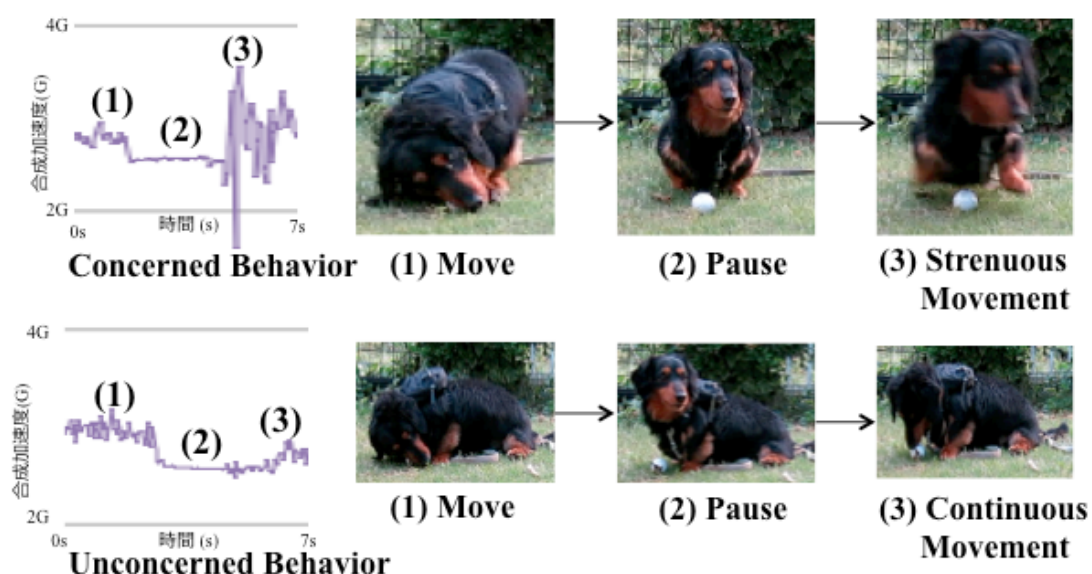 4G
(3)
(1)
(2)
合成加速度(G)
2G
時間 (s)
0s
7s
Concerned Behavior
(1) Move
(2) Pause
(3) Strenuous
Movement
4G
(1)
(3)
(2)
合成加速度(G)
2G
時間 (s)
0s
7s
Unconcerned Behavior
(1) Move
(2) Pause
(3) Continuous
Movement